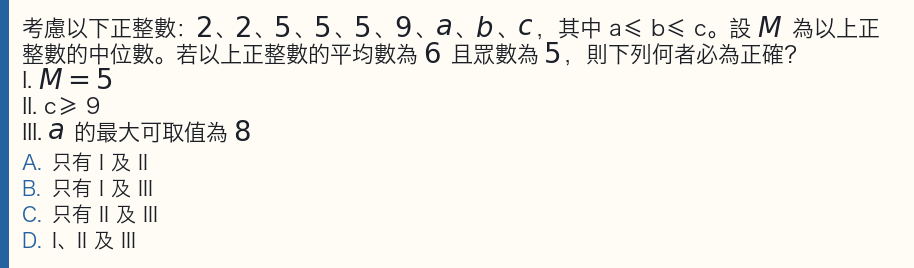 考慮以下正整數：2、2、5、5、5、9、a、b、c，其中 a⩽ b⩽ c。設 M 為以上正
整數的中位數。若以上正整數的平均數為 6 且眾數為 5，則下列何者必為正確？
I. M = 5
II. c⩾ 9
III. a 的最大可取值為 8
A. 只有 I 及 II
B. 只有 I 及 III
C. 只有 II 及 III
D. I、II 及 III